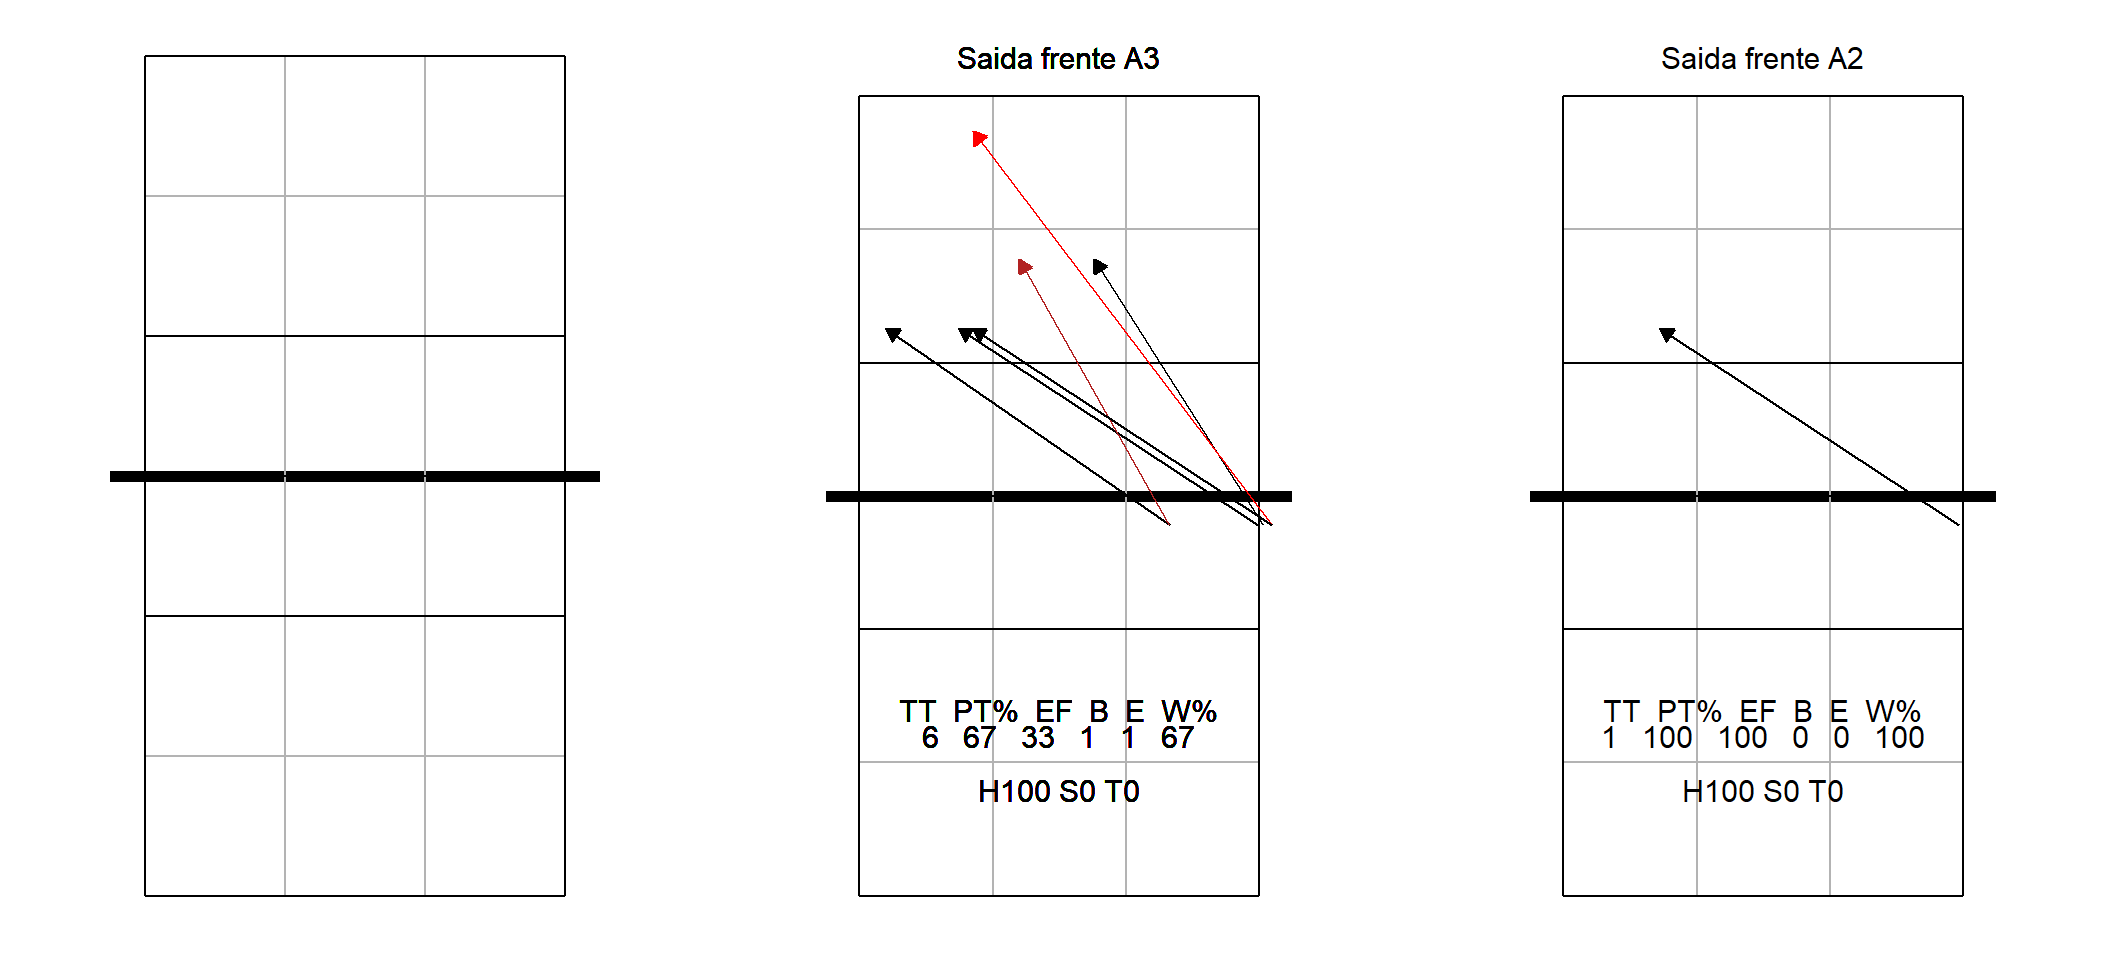 Saida frente A3
TT PT% EF B E W%
6 67 33 1 1 67
H100 S0 T0
Saida frente A2
TT PT% EF B E W%
1 100 100 0 0 100
H100 S0 T0